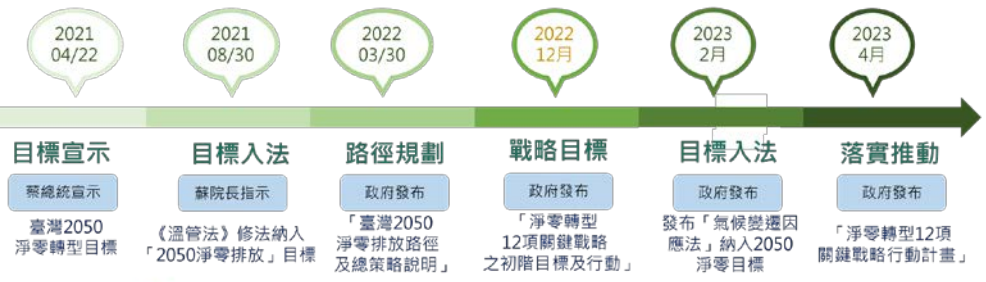 2021
04/22
2021
08/30
2022
03/30
2022
12月
2023
2月
2023
4月
目標宣示
目標入法
路徑規劃
戰略目標
目標入法
落實推動
蔡總統宣示
蘇院長指示
政府發布
政府發布
政府發布
政府發布
臺灣2050
淨零轉型目標
《溫管法》修法納入
「2050淨零排放」目標
「臺灣2050
淨零排放路徑
及總策略說明」
「淨零轉型
12項關鍵戰略
之初階目標及行動」
發布「氣候變遷因
應法」納入2050
淨零目標
「淨零轉型12項
關鍵戰略行動計畫」